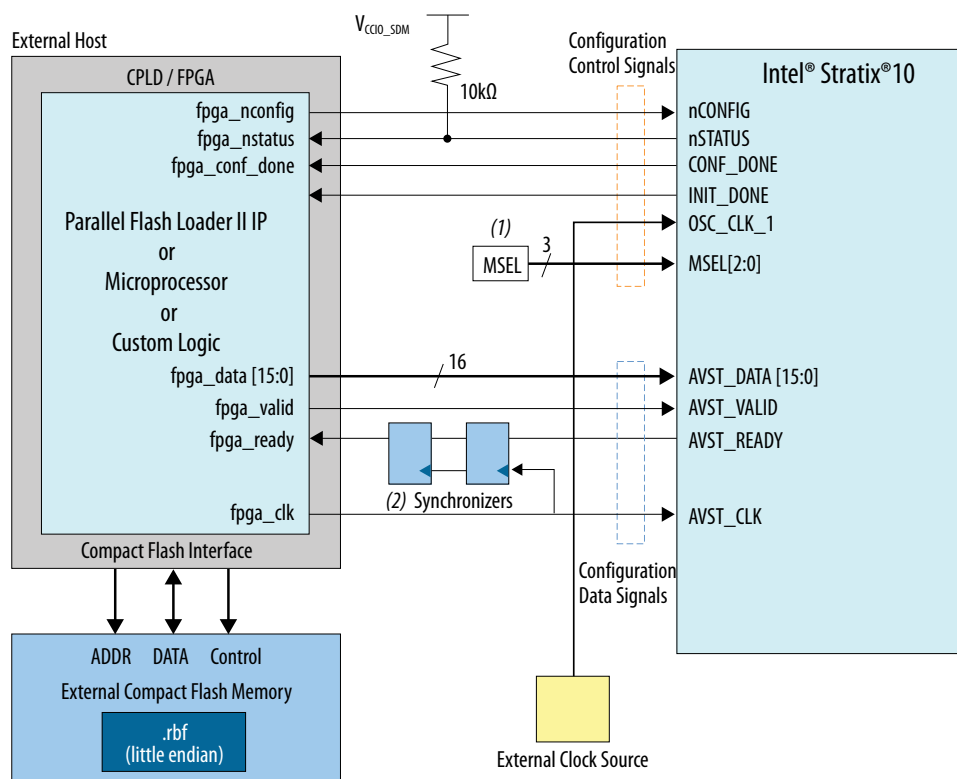 V_CCIO_SDM
External Host
Configuration
Control Signals
CPLD / FPGA
Intel® Stratix®10
10kΩ
fpga_nconfig
nCONFIG
fpga_nstatus
nSTATUS
fpga_conf_done
CONF_DONE
INIT_DONE
OSC_CLK_1
Parallel Flash Loader II IP
or
Microprocessor
or
Custom Logic
(1)
MSEL
3
MSEL[2:0]
fpga_data [15:0]
16
AVST_DATA [15:0]
fpga_valid
AVST_VALID
fpga_ready
AVST_READY
(2) Synchronizers
fpga_clk
AVST_CLK
Compact Flash Interface
Configuration
Data Signals
ADDR DATA Control
External Compact Flash Memory
.rbf
(little endian)
External Clock Source